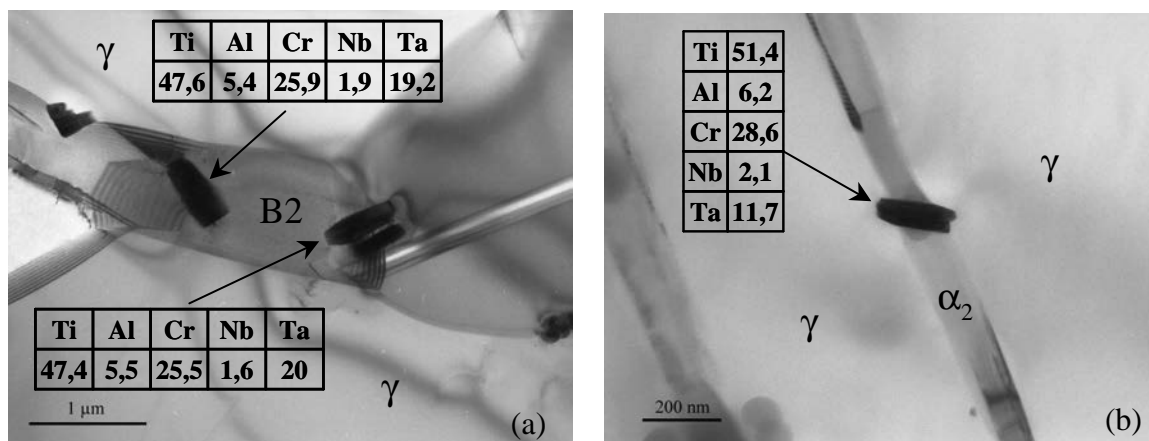 γ
Ti Al Cr Nb Ta
47,6 5,4 25,9 1,9 19,2
B2
Ti Al Cr Nb Ta
47,4 5,5 25,5 1,6 20
γ
1 μm
(a)
Ti 51,4
Al 6,2
Cr 28,6
Nb 2,1
Ta 11,7
γ
α2
γ
200 nm
(b)